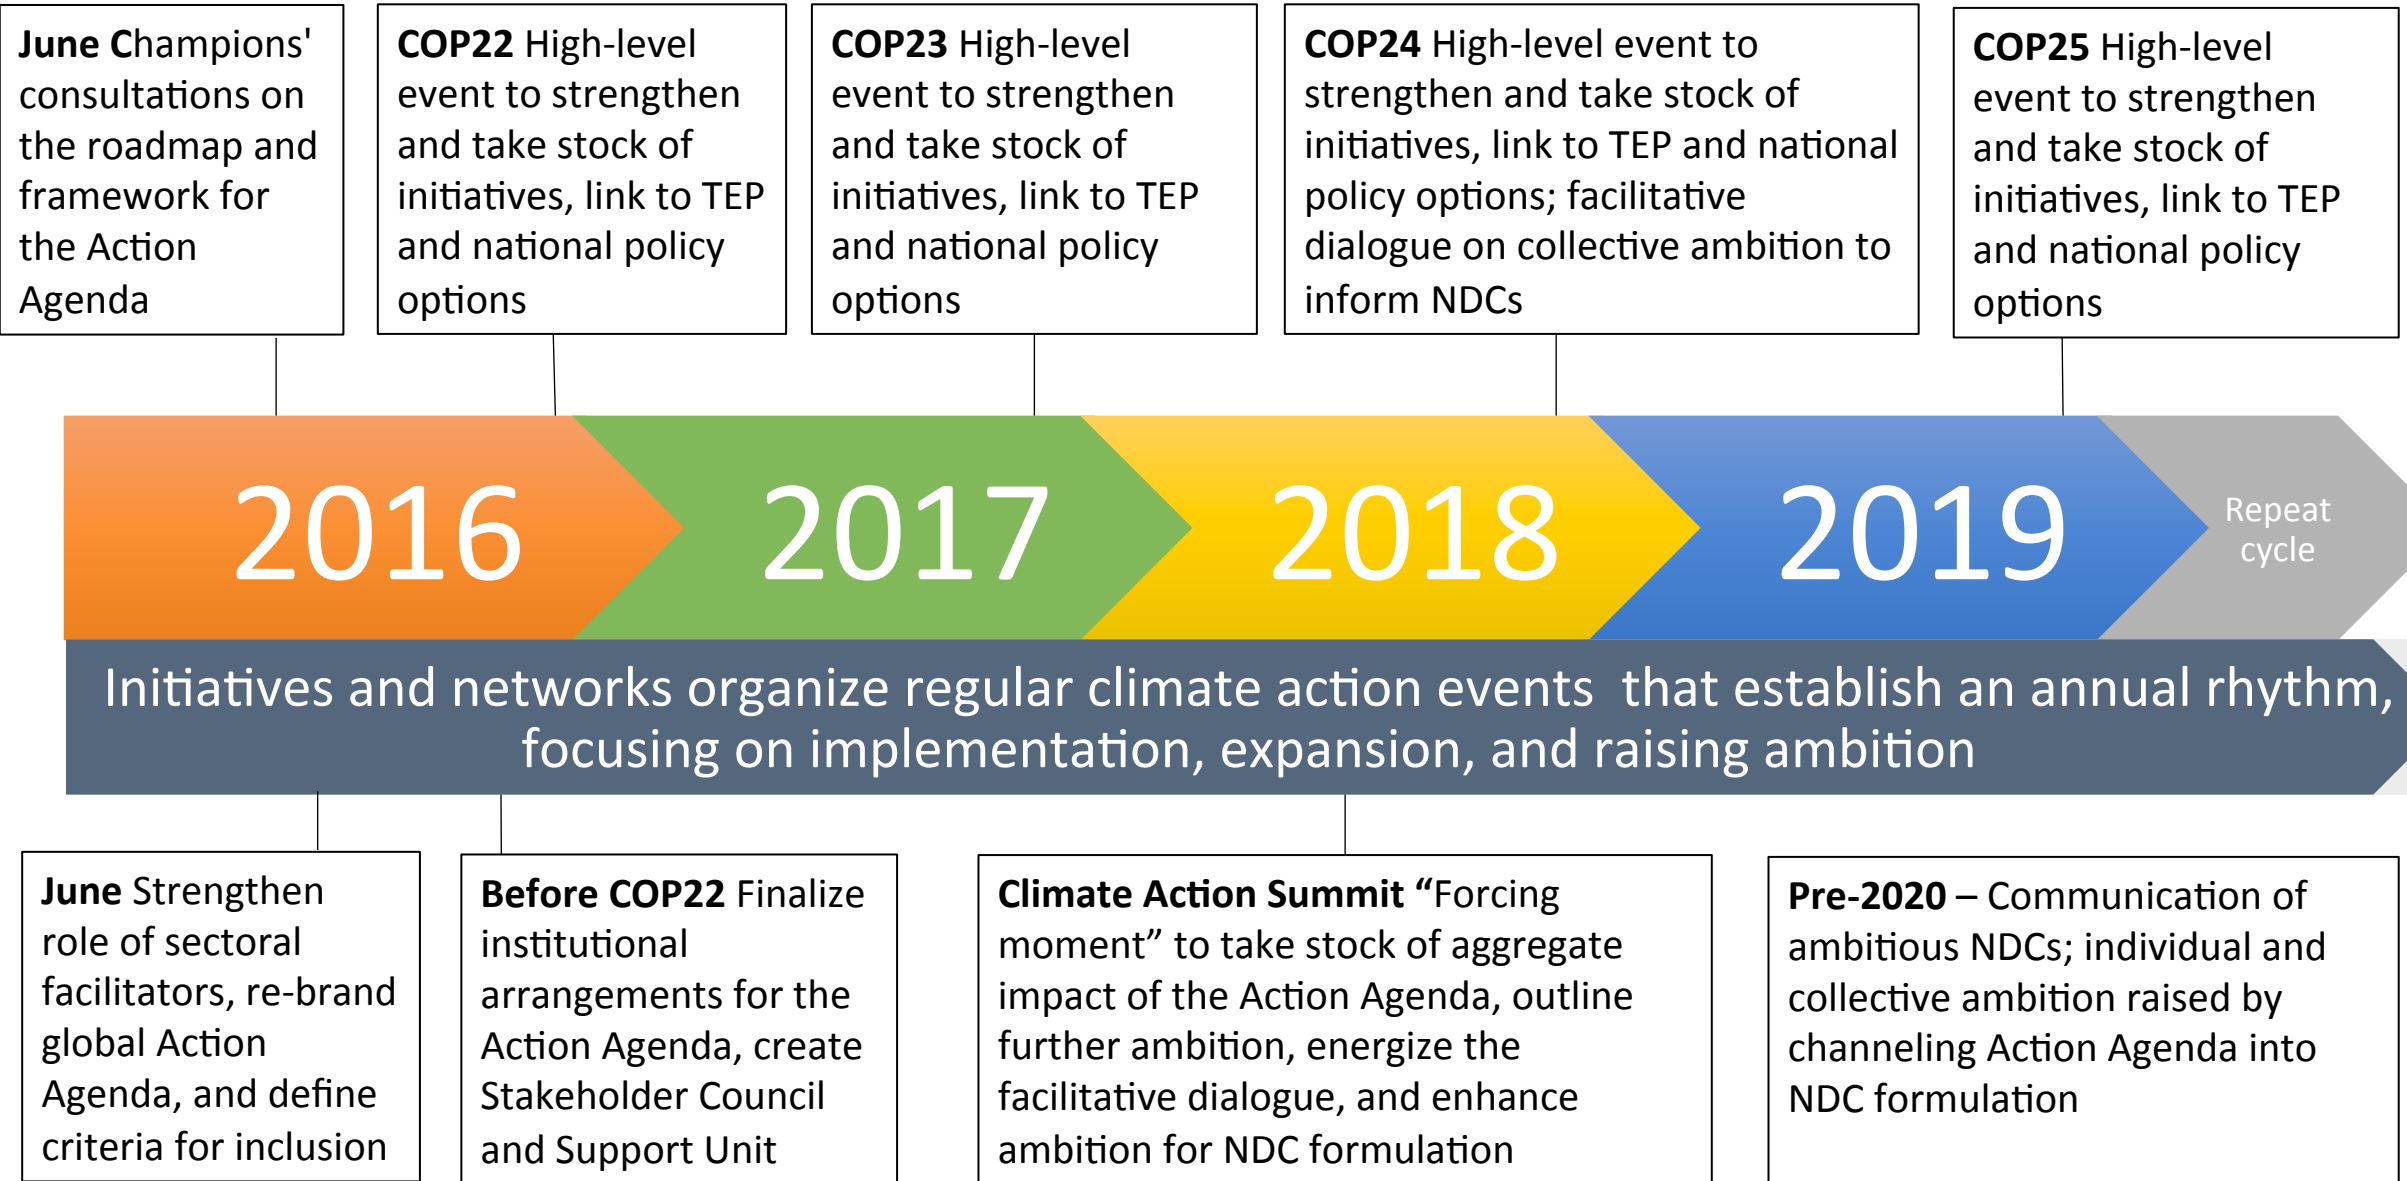 June Champions'
consultations on
the roadmap and
framework for
the Action
Agenda
COP22 High-level
event to strengthen
and take stock of
initiatives, link to TEP
and national policy
options
COP23 High-level
event to strengthen
and take stock of
initiatives, link to TEP
and national policy
options
COP24 High-level event to
strengthen and take stock of
initiatives, link to TEP and national
policy options; facilitative
dialogue on collective ambition to
inform NDCs
COP25 High-level
event to strengthen
and take stock of
initiatives, link to TEP
and national policy
options
2016
2017
2018
2019
Repeat
cycle
Initiatives and networks organize regular climate action events  that establish an annual rhythm,
focusing on implementation, expansion, and raising ambition
June Strengthen
role of sectoral
facilitators, re-brand
global Action
Agenda, and define
criteria for inclusion
Before COP22 Finalize
institutional
arrangements for the
Action Agenda, create
Stakeholder Council
and Support Unit
Climate Action Summit “Forcing
moment” to take stock of aggregate
impact of the Action Agenda, outline
further ambition, energize the
facilitative dialogue, and enhance
ambition for NDC formulation
Pre-2020 – Communication of
ambitious NDCs; individual and
collective ambition raised by
channeling Action Agenda into
NDC formulation